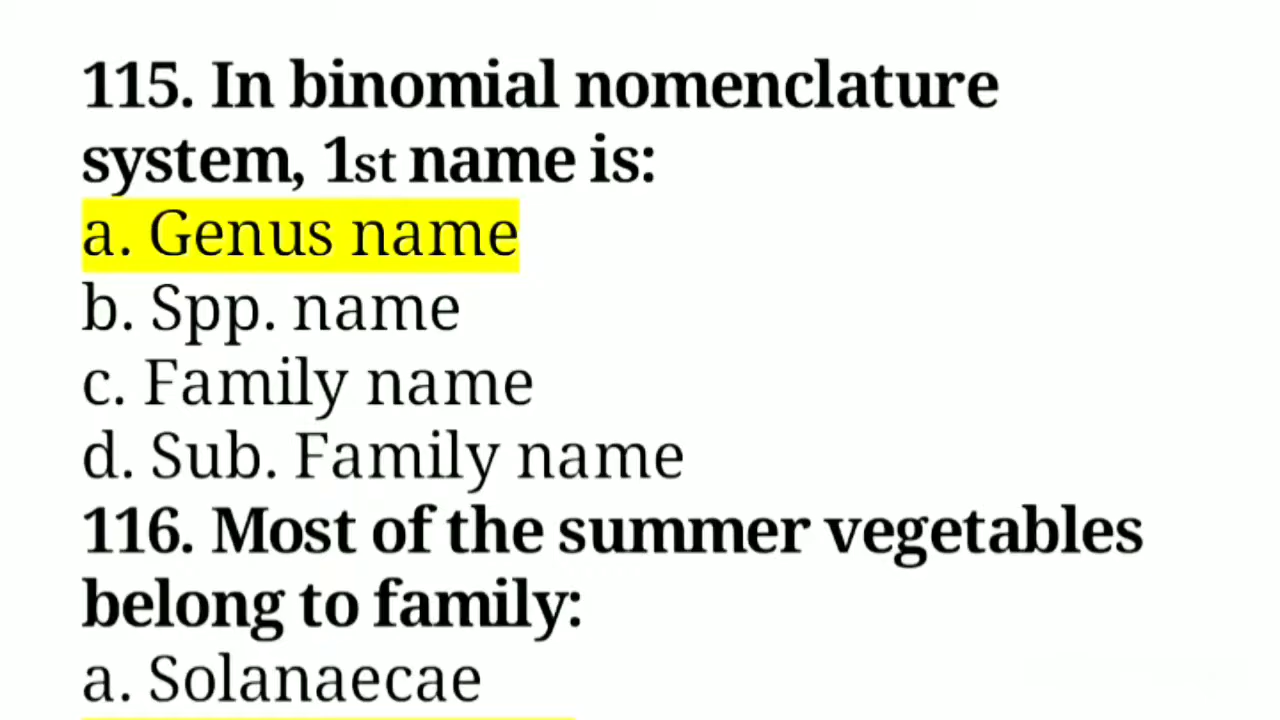 115. In binomial nomenclature
system, 1st name is:
a. Genus name
b. Spp. name
c. Family name
d. Sub. Family name
116. Most of the summer vegetables
belong to family:
a. Solanaecae